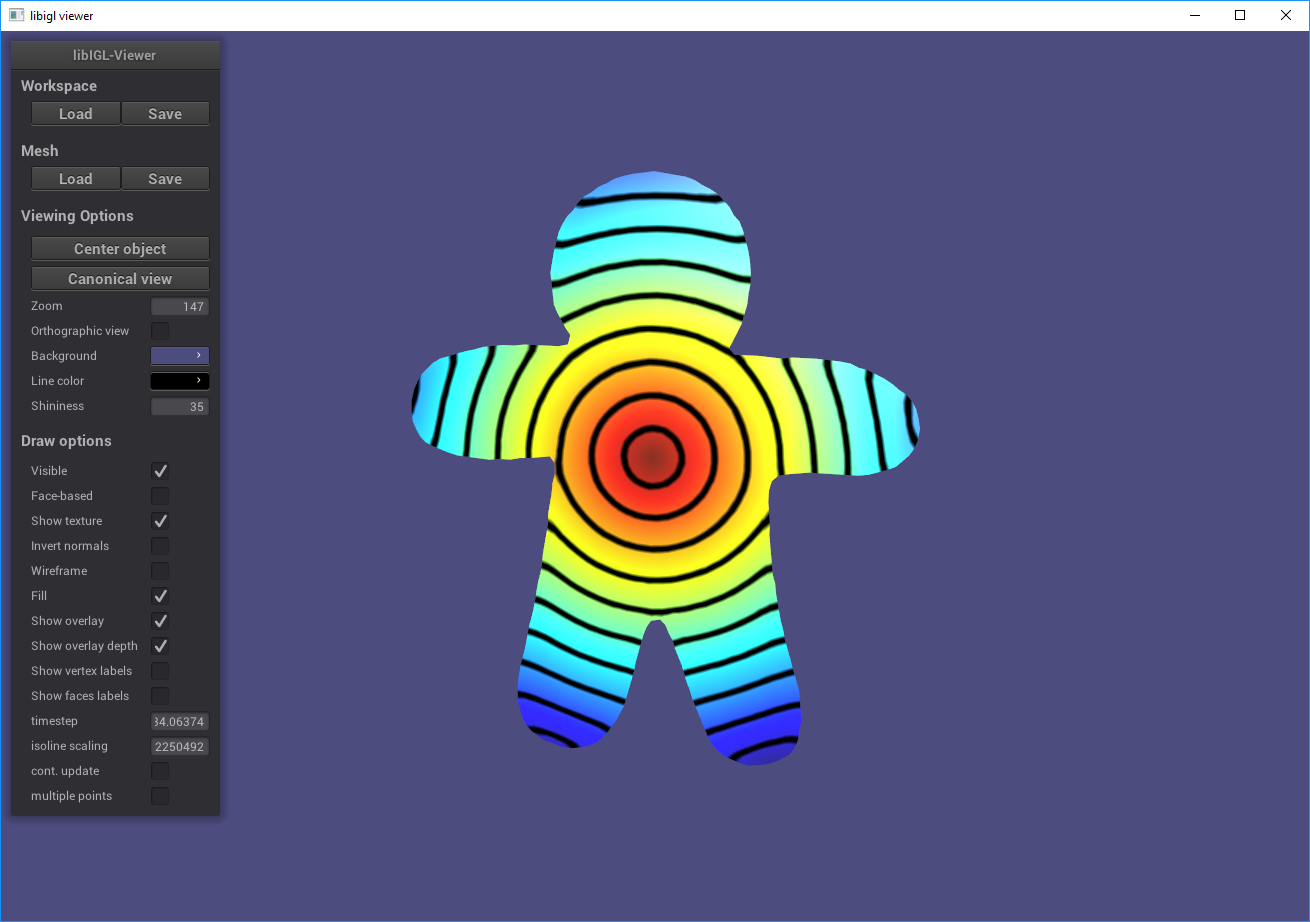 libigl viewer
libIGL-Viewer
Workspace
Load Save
Mesh
Load Save
Viewing Options
Center object
Canonical view
Zoom 147
Orthographic view
Background
Line color
Shininess 35
Draw options
Visible
Face-based
Show texture
Invert normals
Wireframe
Fill
Show overlay
Show overlay depth
Show vertex labels
Show faces labels
timestep 34.06374
isoline scaling 2250492
cont. update
multiple points